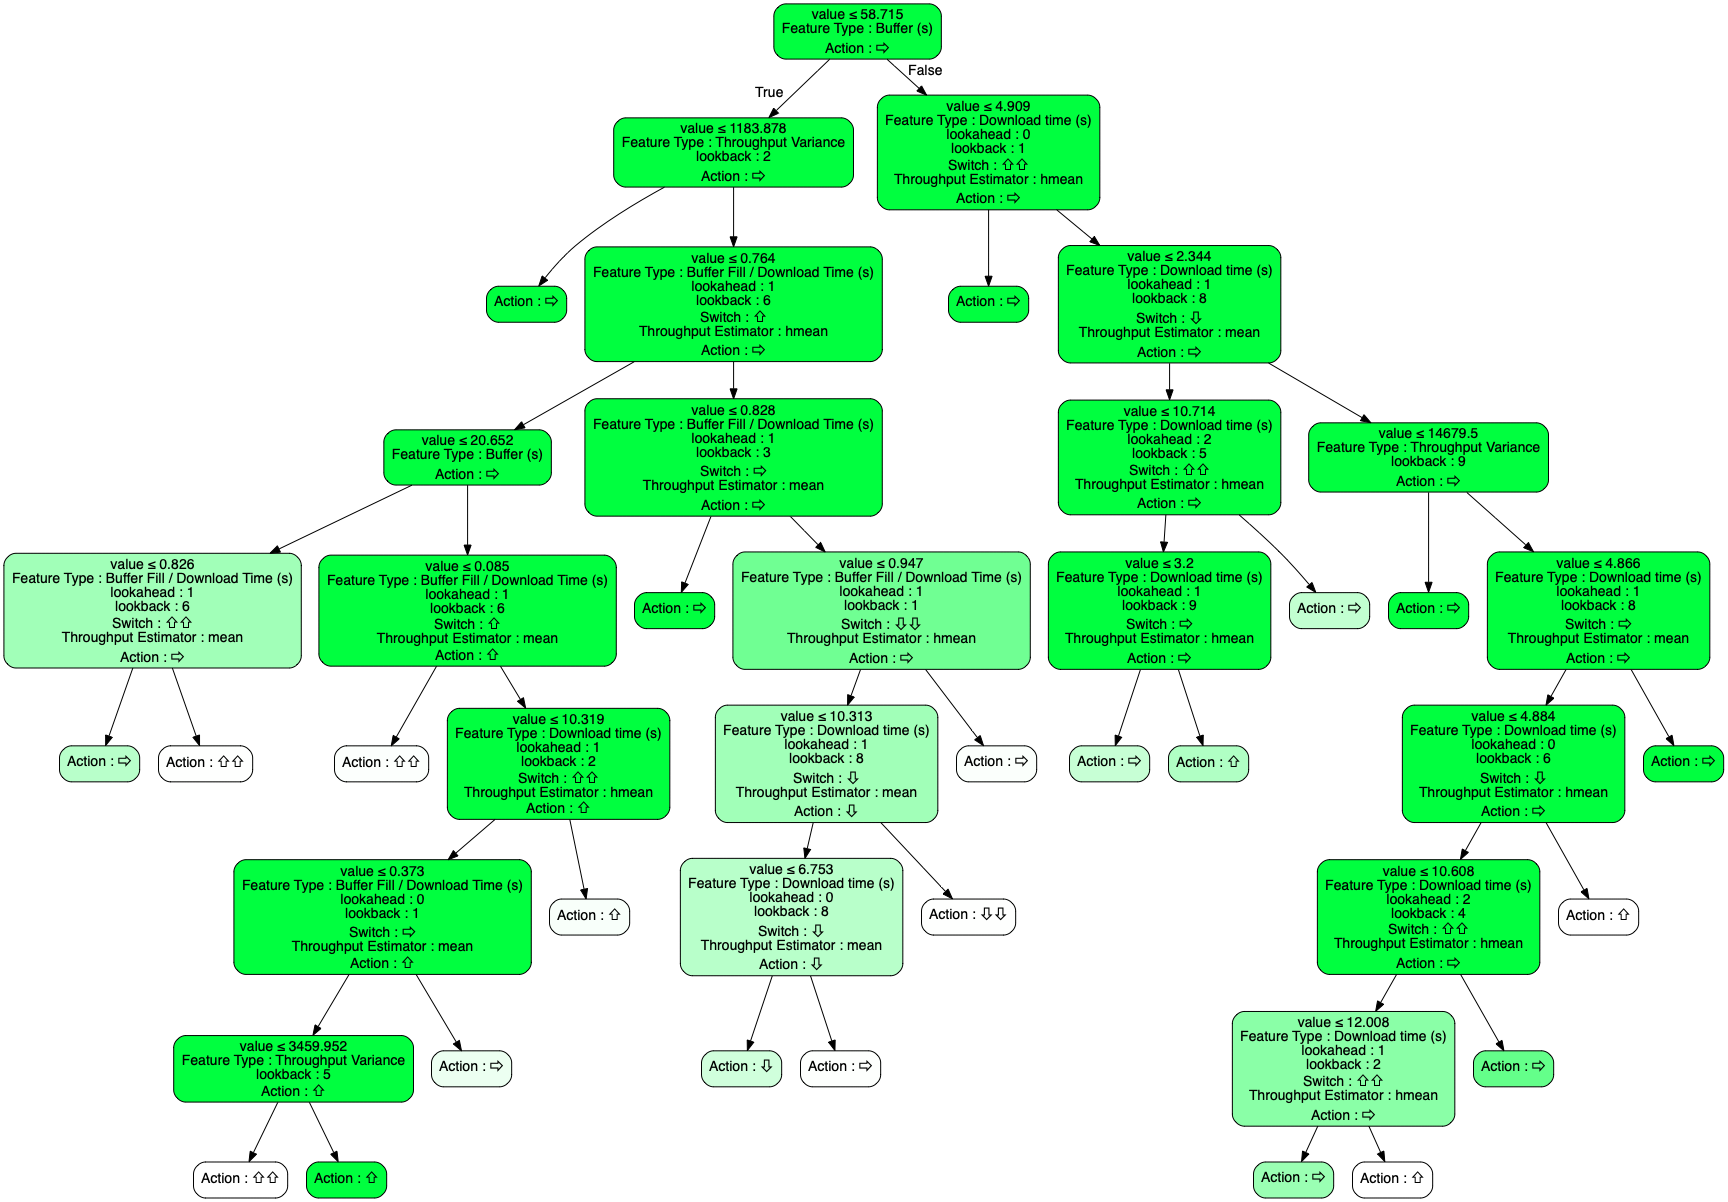 value ≤ 58.715
Feature Type : Buffer (s)
Action : ⇨
True
False
value ≤ 1183.878
Feature Type : Throughput Variance
lookback : 2
Action : ⇨
value ≤ 4.909
Feature Type : Download time (s)
lookahead : 0
lookback : 1
Switch : ⇧⇧
Throughput Estimator : hmean
Action : ⇨
Action : ⇨
value ≤ 0.764
Feature Type : Buffer Fill / Download Time (s)
lookahead : 1
lookback : 6
Switch : ⇧
Throughput Estimator : hmean
Action : ⇨
Action : ⇨
value ≤ 2.344
Feature Type : Download time (s)
lookahead : 1
lookback : 8
Switch : ⇩
Throughput Estimator : mean
Action : ⇨
value ≤ 20.652
Feature Type : Buffer (s)
Action : ⇨
value ≤ 0.828
Feature Type : Buffer Fill / Download Time (s)
lookahead : 1
lookback : 3
Switch : ⇨
Throughput Estimator : mean
Action : ⇨
value ≤ 10.714
Feature Type : Download time (s)
lookahead : 2
lookback : 5
Switch : ⇧⇧
Throughput Estimator : hmean
Action : ⇨
value ≤ 14679.5
Feature Type : Throughput Variance
lookback : 9
Action : ⇨
value ≤ 0.826
Feature Type : Buffer Fill / Download Time (s)
lookahead : 1
lookback : 6
Switch : ⇧⇧
Throughput Estimator : mean
Action : ⇨
value ≤ 0.085
Feature Type : Buffer Fill / Download Time (s)
lookahead : 1
lookback : 6
Switch : ⇧
Throughput Estimator : mean
Action : ⇧
Action : ⇨
value ≤ 0.947
Feature Type : Buffer Fill / Download Time (s)
lookahead : 1
lookback : 1
Switch : ⇩⇩
Throughput Estimator : hmean
Action : ⇨
value ≤ 3.2
Feature Type : Download time (s)
lookahead : 1
lookback : 9
Switch : ⇨
Throughput Estimator : hmean
Action : ⇨
Action : ⇨
Action : ⇨
value ≤ 4.866
Feature Type : Download time (s)
lookahead : 1
lookback : 8
Switch : ⇨
Throughput Estimator : mean
Action : ⇨
Action : ⇨
Action : ⇧⇧
Action : ⇧⇧
value ≤ 10.319
Feature Type : Download time (s)
lookahead : 1
lookback : 2
Switch : ⇧⇧
Throughput Estimator : hmean
Action : ⇧
value ≤ 10.313
Feature Type : Download time (s)
lookahead : 1
lookback : 8
Switch : ⇩
Throughput Estimator : mean
Action : ⇩
Action : ⇨
Action : ⇨
Action : ⇧
value ≤ 4.884
Feature Type : Download time (s)
lookahead : 0
lookback : 6
Switch : ⇩
Throughput Estimator : hmean
Action : ⇨
Action : ⇨
value ≤ 0.373
Feature Type : Buffer Fill / Download Time (s)
lookahead : 0
lookback : 1
Switch : ⇨
Throughput Estimator : mean
Action : ⇧
Action : ⇧
value ≤ 6.753
Feature Type : Download time (s)
lookahead : 0
lookback : 8
Switch : ⇩
Throughput Estimator : mean
Action : ⇩
Action : ⇩⇩
value ≤ 10.608
Feature Type : Download time (s)
lookahead : 2
lookback : 4
Switch : ⇧⇧
Throughput Estimator : hmean
Action : ⇨
Action : ⇧
value ≤ 3459.952
Feature Type : Throughput Variance
lookback : 5
Action : ⇧
Action : ⇨
Action : ⇩
Action : ⇨
value ≤ 12.008
Feature Type : Download time (s)
lookahead : 1
lookback : 2
Switch : ⇧⇧
Throughput Estimator : hmean
Action : ⇨
Action : ⇨
Action : ⇧⇧
Action : ⇧
Action : ⇨
Action : ⇧